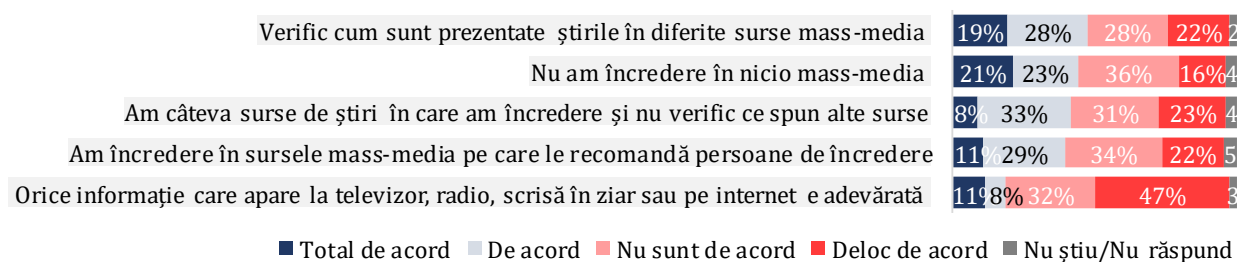 Verific cum sunt prezentate știrile în diferite surse mass-media 19% 28% 28% 22% 2
Nu am încredere în nicio mass-media 21% 23% 36% 16% 4
Am câteva surse de știri în care am încredere și nu verific ce spun alte surse 8% 33% 31% 23% 4
Am încredere în sursele mass-media pe care le recomandă persoane de încredere 11% 29% 34% 22% 5
Orice informație care apare la televizor, radio, scrisă în ziar sau pe internet e adevărată 11% 8% 32% 47% 3
Total de acord De acord Nu sunt de acord Deloc de acord Nu știu/Nu răspund